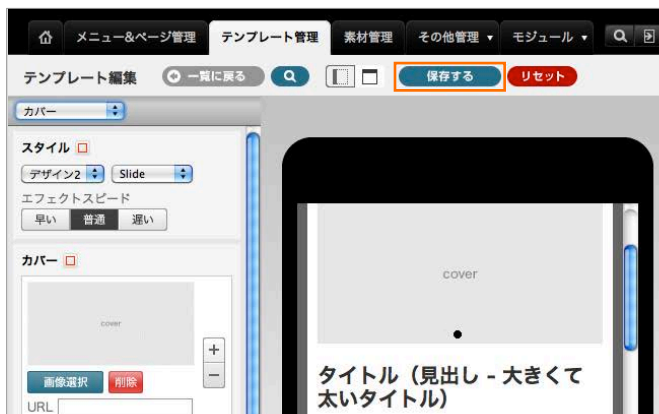 メニュー&ページ管理 テンプレート管理 素材管理 その他管理 ▼ モジュール ▼
テンプレート編集 一覧に戻る 保存する リセット
カバー
スタイル
デザイン2 Slide
エフェクトスピード
早い 普通 遅い
カバー
cover
+
画像選択 削除 −
URL
cover
タイトル（見出し - 大きくて
太いタイトル）